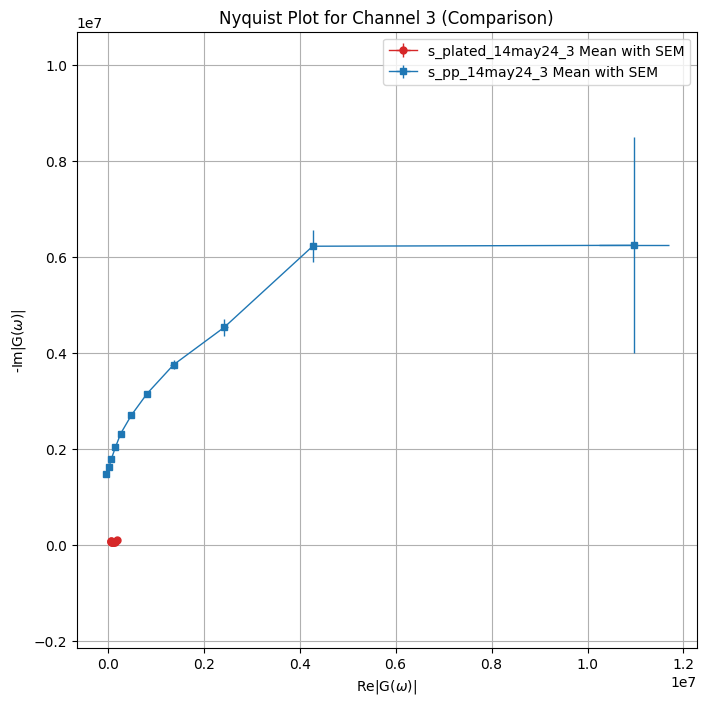 Nyquist Plot for Channel 3 (Comparison)
1e7
s_plated_14may24_3 Mean with SEM
s_pp_14may24_3 Mean with SEM
1.0
0.8
0.6
0.4
0.2
0.0
−0.2
-Im|G(ω)|
0.0 0.2 0.4 0.6 0.8 1.0 1.2
1e7
Re|G(ω)|